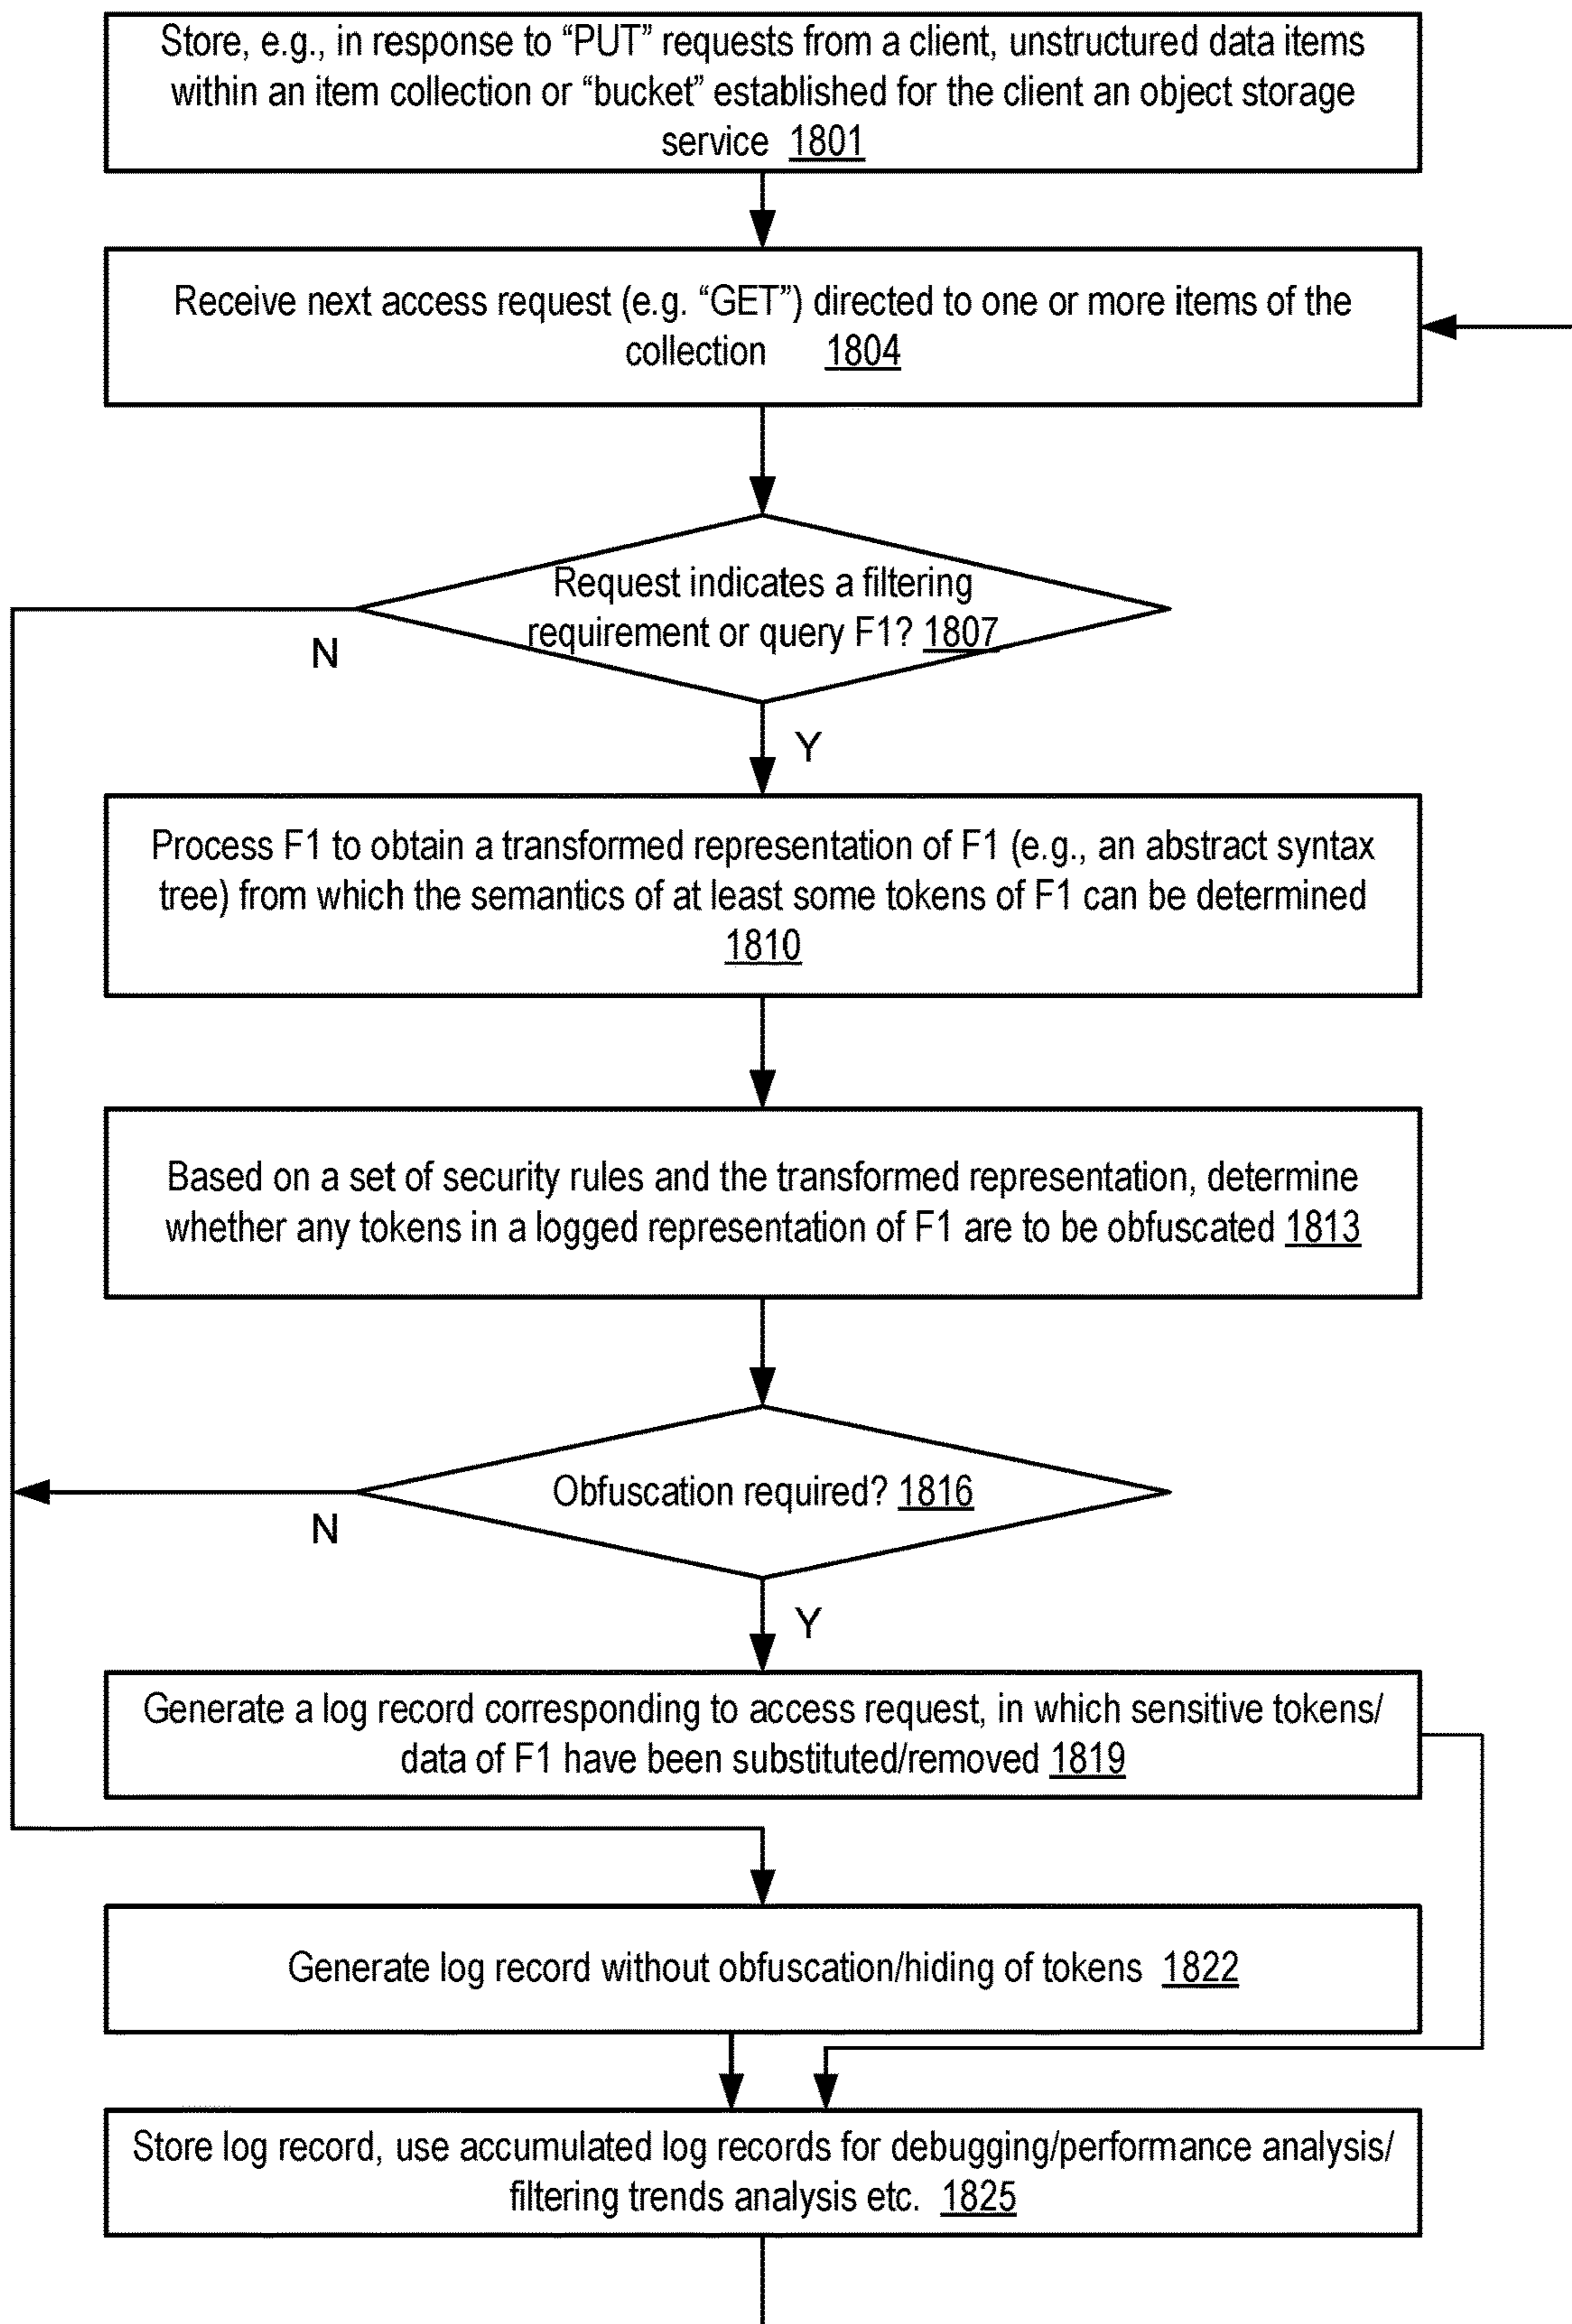 Store, e.g., in response to “PUT” requests from a client, unstructured data items
within an item collection or “bucket” established for the client an object storage
service 1801
Receive next access request (e.g. “GET”) directed to one or more items of the
collection 1804
Request indicates a filtering
requirement or query F1? 1807
N
Y
Process F1 to obtain a transformed representation of F1 (e.g., an abstract syntax
tree) from which the semantics of at least some tokens of F1 can be determined
1810
Based on a set of security rules and the transformed representation, determine
whether any tokens in a logged representation of F1 are to be obfuscated 1813
Obfuscation required? 1816
N
Y
Generate a log record corresponding to access request, in which sensitive tokens/
data of F1 have been substituted/removed 1819
Generate log record without obfuscation/hiding of tokens 1822
Store log record, use accumulated log records for debugging/performance analysis/
filtering trends analysis etc. 1825